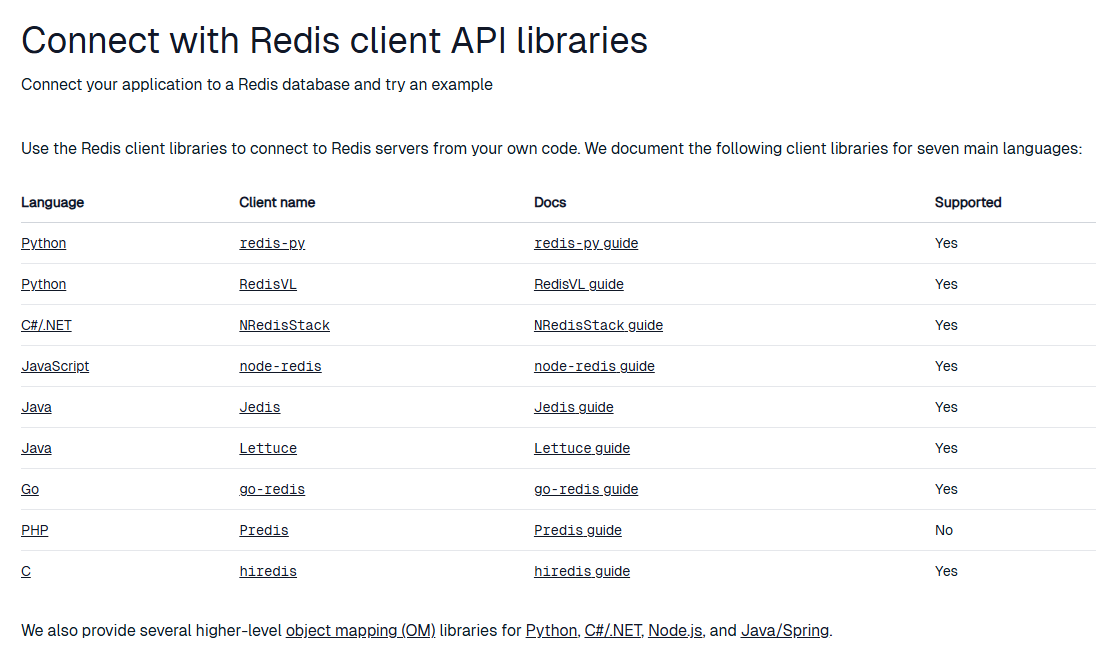 Connect with Redis client API libraries
Connect your application to a Redis database and try an example
Use the Redis client libraries to connect to Redis servers from your own code. We document the following client libraries for seven main languages:
Language Client name Docs Supported
Python redis-py redis-py guide Yes
Python RedisVL RedisVL guide Yes
C#/.NET NRedisStack NRedisStack guide Yes
JavaScript node-redis node-redis guide Yes
Java Jedis Jedis guide Yes
Java Lettuce Lettuce guide Yes
Go go-redis go-redis guide Yes
PHP Predis Predis guide No
C hiredis hiredis guide Yes
We also provide several higher-level object mapping (OM) libraries for Python, C#/.NET, Node.js, and Java/Spring.